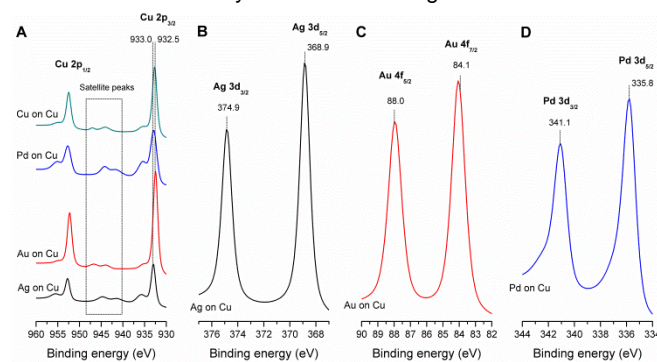 A
Cu 2p3/2
933.0 932.5
Cu 2p1/2
Satellite peaks
Cu on Cu
Pd on Cu
Au on Cu
Ag on Cu
960 955 950 945 940 935 930
Binding energy (eV)
B
Ag 3d5/2
368.9
Ag 3d3/2
374.9
Ag on Cu
376 374 372 370 368 366
Binding energy (eV)
C
Au 4f7/2
84.1
Au 4f5/2
88.0
Au on Cu
90 89 88 87 86 85 84 83 82
Binding energy (eV)
D
Pd 3d5/2
335.8
Pd 3d3/2
341.1
Pd on Cu
344 342 340 338 336 334
Binding energy (eV)